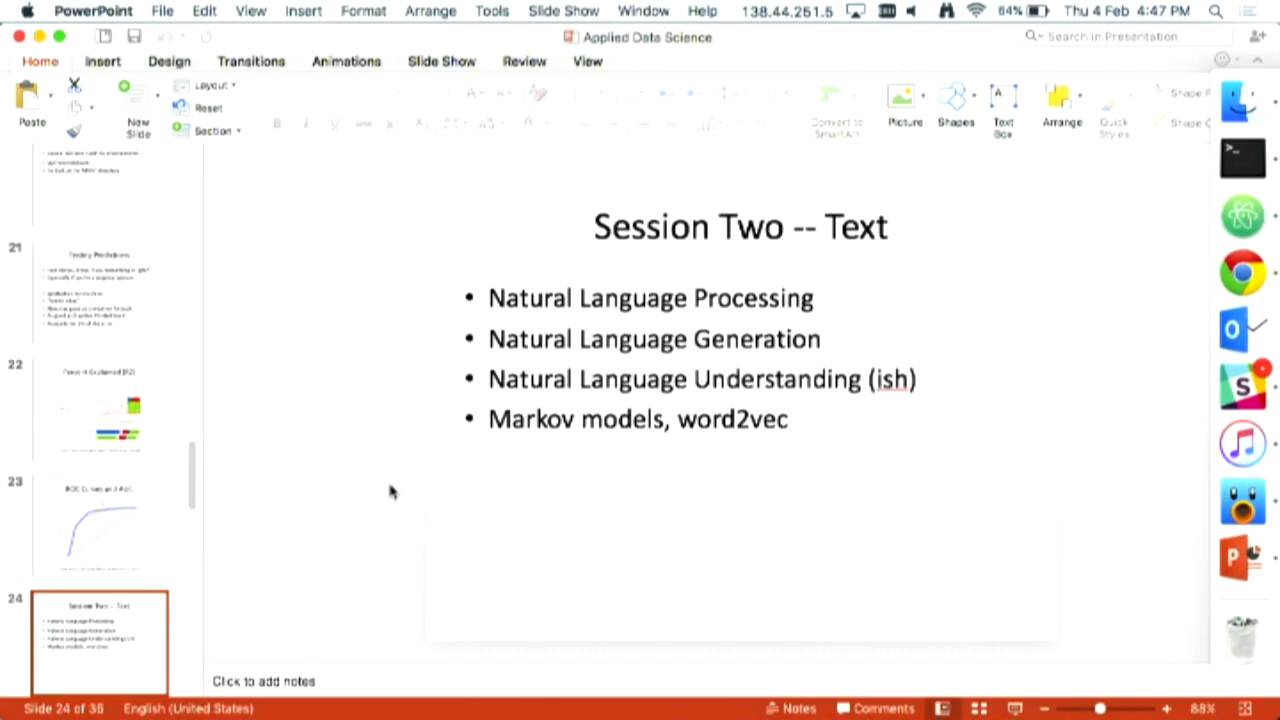 PowerPoint File Edit View Insert Format Arrange Tools Slide Show Window Help 138.44.251.5 64% Thu 4 Feb 4:47 PM
Applied Data Science
Search in Presentation
Home Insert Design Transitions Animations Slide Show Review View
Paste
New Slide
Layout
Reset
Section
Convert to SmartArt
Picture
Shapes
Text Box
Arrange
Quick Styles
21
22
23
24
Session Two -- Text
• Natural Language Processing
• Natural Language Generation
• Natural Language Understanding (ish)
• Markov models, word2vec
Click to add notes
Slide 24 of 36 English (United States) Notes Comments 88%